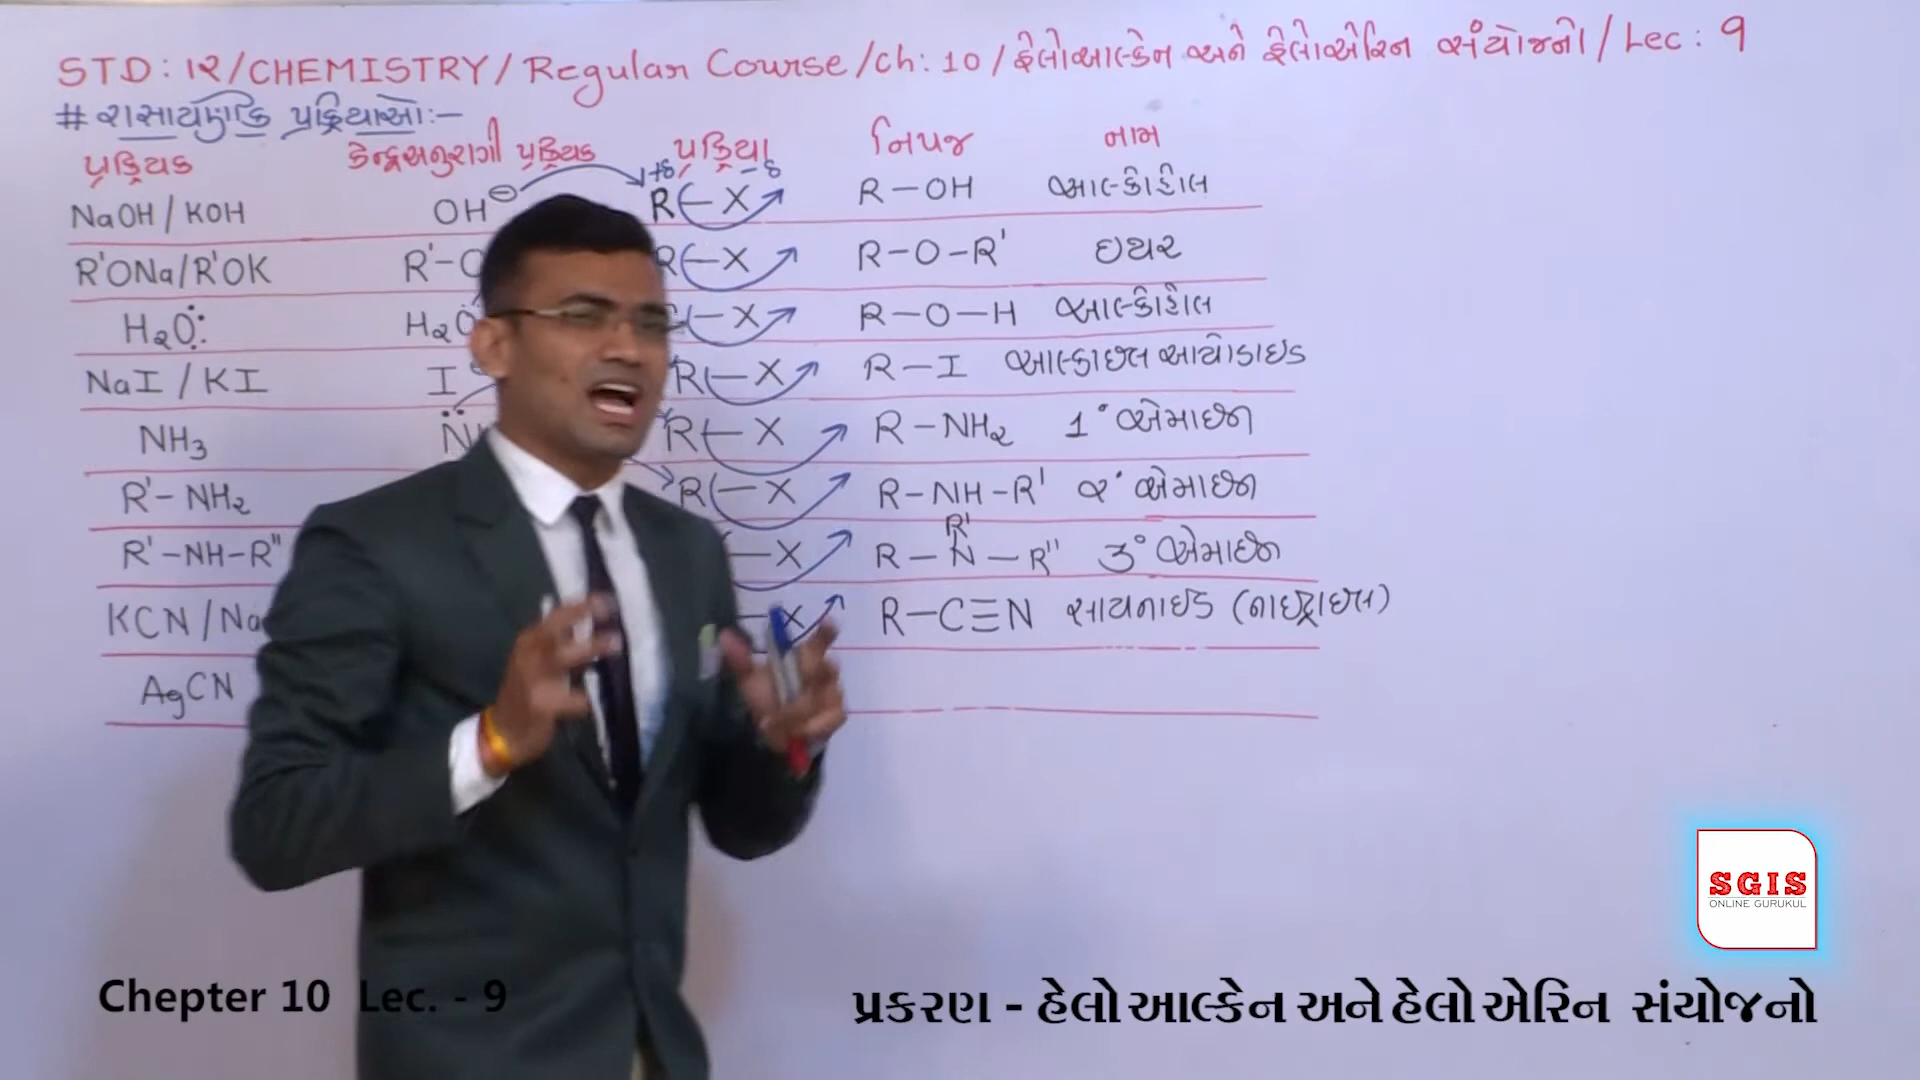 STD: ૧૨/CHEMISTRY/Regular Course/ch: 10/હેલોઆલ્કેન અને હેલોએરિન સંયોજનો/Lec: 9
# રાસાયણિક પ્રક્રિયાઓ:-
પ્રક્રિયક કેન્દ્રઅનુરાગી પ્રક્રિયક પ્રક્રિયા નિપજ નામ
+δ -δ
NaOH / KOH OH⊖ R-X R-OH આલ્કોહોલ
R'ONa/R'OK R'-O R-X R-O-R' ઇથર
H₂O: H₂O -X R-O-H આલ્કોહોલ
NaI / KI I R-X R-I આલ્કાઇલ આયોડાઇડ
NH₃ R-X R-NH₂ 1° એમાઇન
R'-NH₂ R-X R-NH-R' ૨° એમાઇન
R'
R'-NH-R" -X R-N-R" 3° એમાઇન
KCN/Na -X R-C≡N સાયનાઇડ (નાઇટ્રાઇલ)
AgCN
SGIS
ONLINE GURUKUL
Chepter 10 Lec. - 9 પ્રકરણ - હેલોઆલ્કેન અને હેલોએરિન સંયોજનો